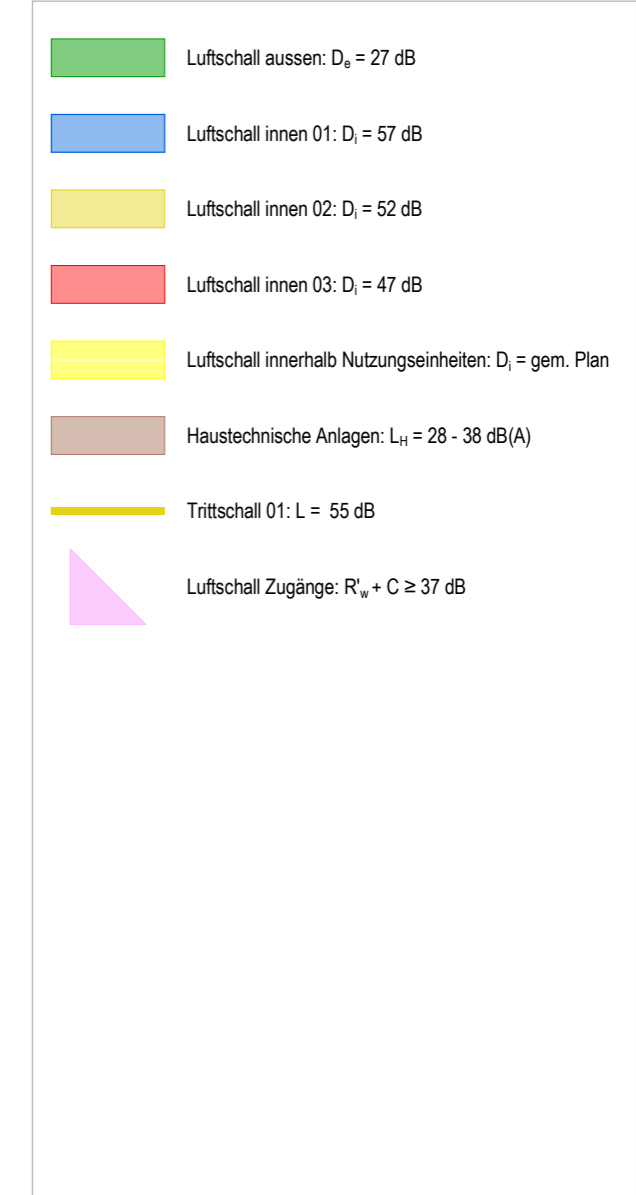 Luftschall aussen: Dₑ = 27 dB
Luftschall innen 01: Dᵢ = 57 dB
Luftschall innen 02: Dᵢ = 52 dB
Luftschall innen 03: Dᵢ = 47 dB
Luftschall innerhalb Nutzungseinheiten: Dᵢ = gem. Plan
Haustechnische Anlagen: L_H = 28 - 38 dB(A)
Trittschall 01: L = 55 dB
Luftschall Zugänge: R'_w + C ≥ 37 dB